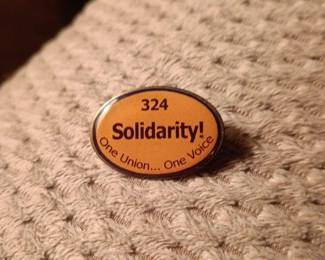 324
Solidarity!
One Union... One Voice